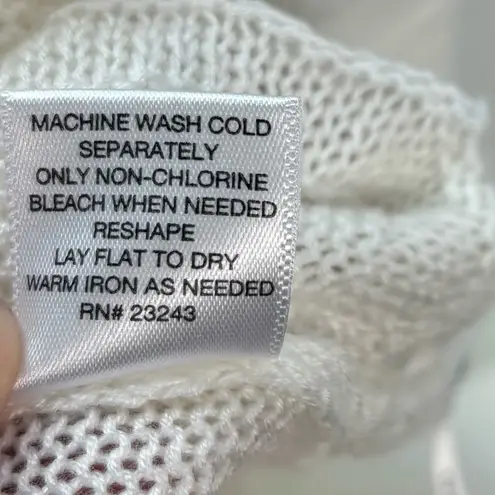 MACHINE WASH COLD
SEPARATELY
ONLY NON-CHLORINE
BLEACH WHEN NEEDED
RESHAPE
LAY FLAT TO DRY
WARM IRON AS NEEDED
RN# 23243